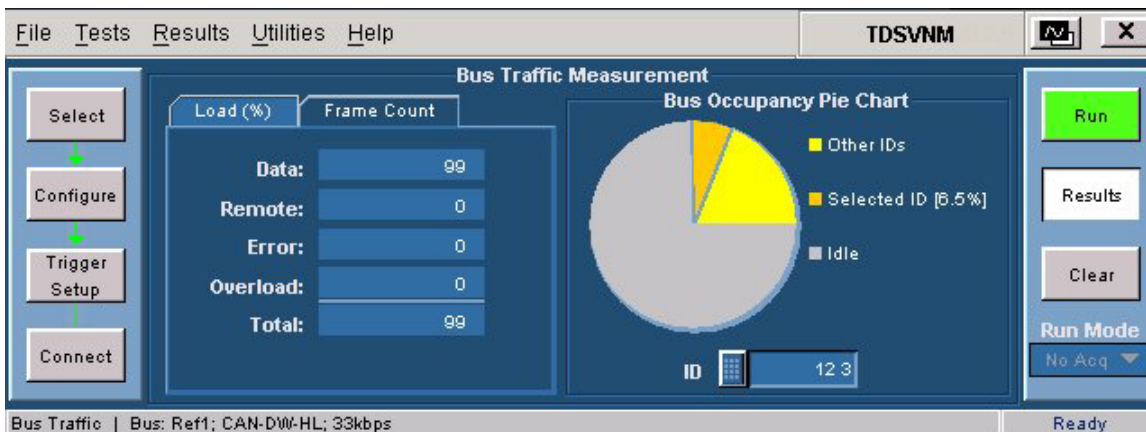 File Tests Results Utilities Help TDSVNM X
Bus Traffic Measurement
Select
Configure
Trigger
Setup
Connect
Load (%) Frame Count
Data: 99
Remote: 0
Error: 0
Overload: 0
Total: 99
Bus Occupancy Pie Chart
Other IDs
Selected ID [6.5%]
Idle
ID 12 3
Run
Results
Clear
Run Mode
No Acq
Bus Traffic | Bus: Ref1; CAN-DW-HL; 33kbps Ready